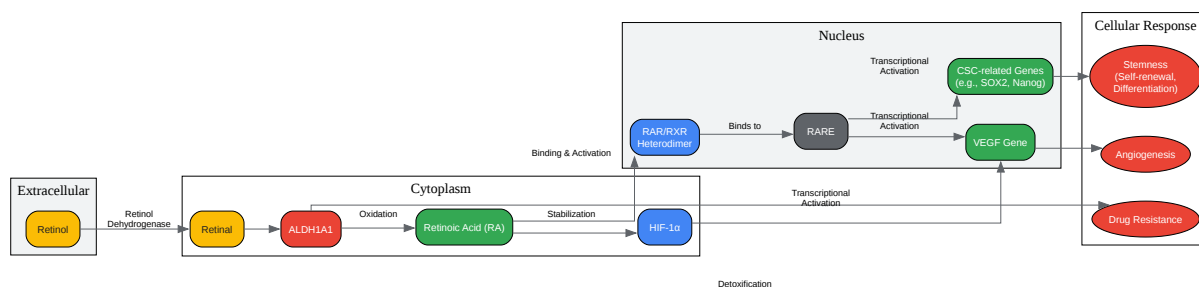 Cellular Response
Nucleus
Stemness
(Self-renewal,
Differentiation)
Transcriptional
Activation
CSC-related Genes
(e.g., SOX2, Nanog)
RAR/RXR
Heterodimer
Binds to
RARE
Transcriptional
Activation
VEGF Gene
Angiogenesis
Binding & Activation
Extracellular
Cytoplasm
Retinol
Retinol
Dehydrogenase
Retinal
ALDH1A1
Oxidation
Retinoic Acid (RA)
Stabilization
HIF-1α
Transcriptional
Activation
Drug Resistance
Detoxification